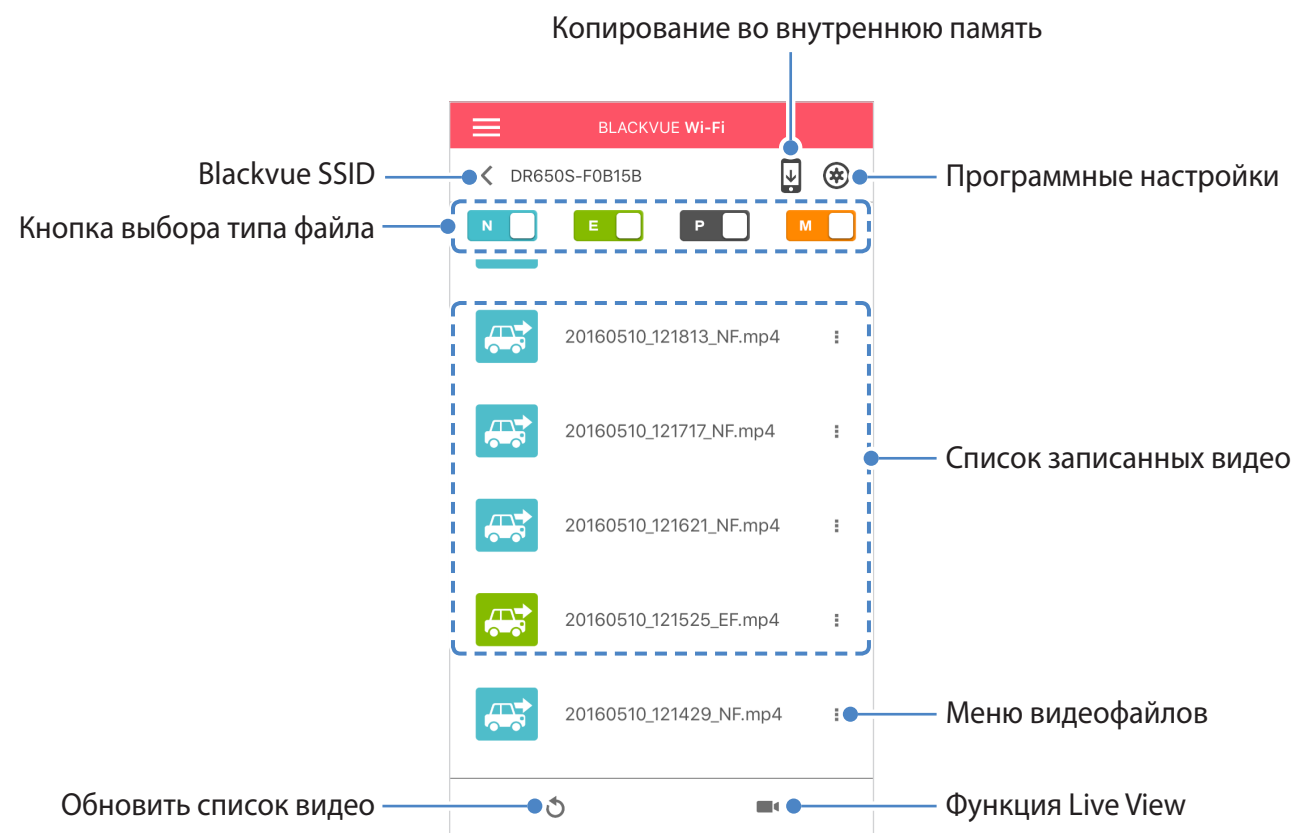 Копирование во внутреннюю память
BLACKVUE Wi-Fi
Blackvue SSID
DR650S-F0B15B
Программные настройки
Кнопка выбора типа файла
N E P M
20160510_121813_NF.mp4
20160510_121717_NF.mp4
Список записанных видео
20160510_121621_NF.mp4
20160510_121525_EF.mp4
20160510_121429_NF.mp4
Меню видеофайлов
Обновить список видео
Функция Live View